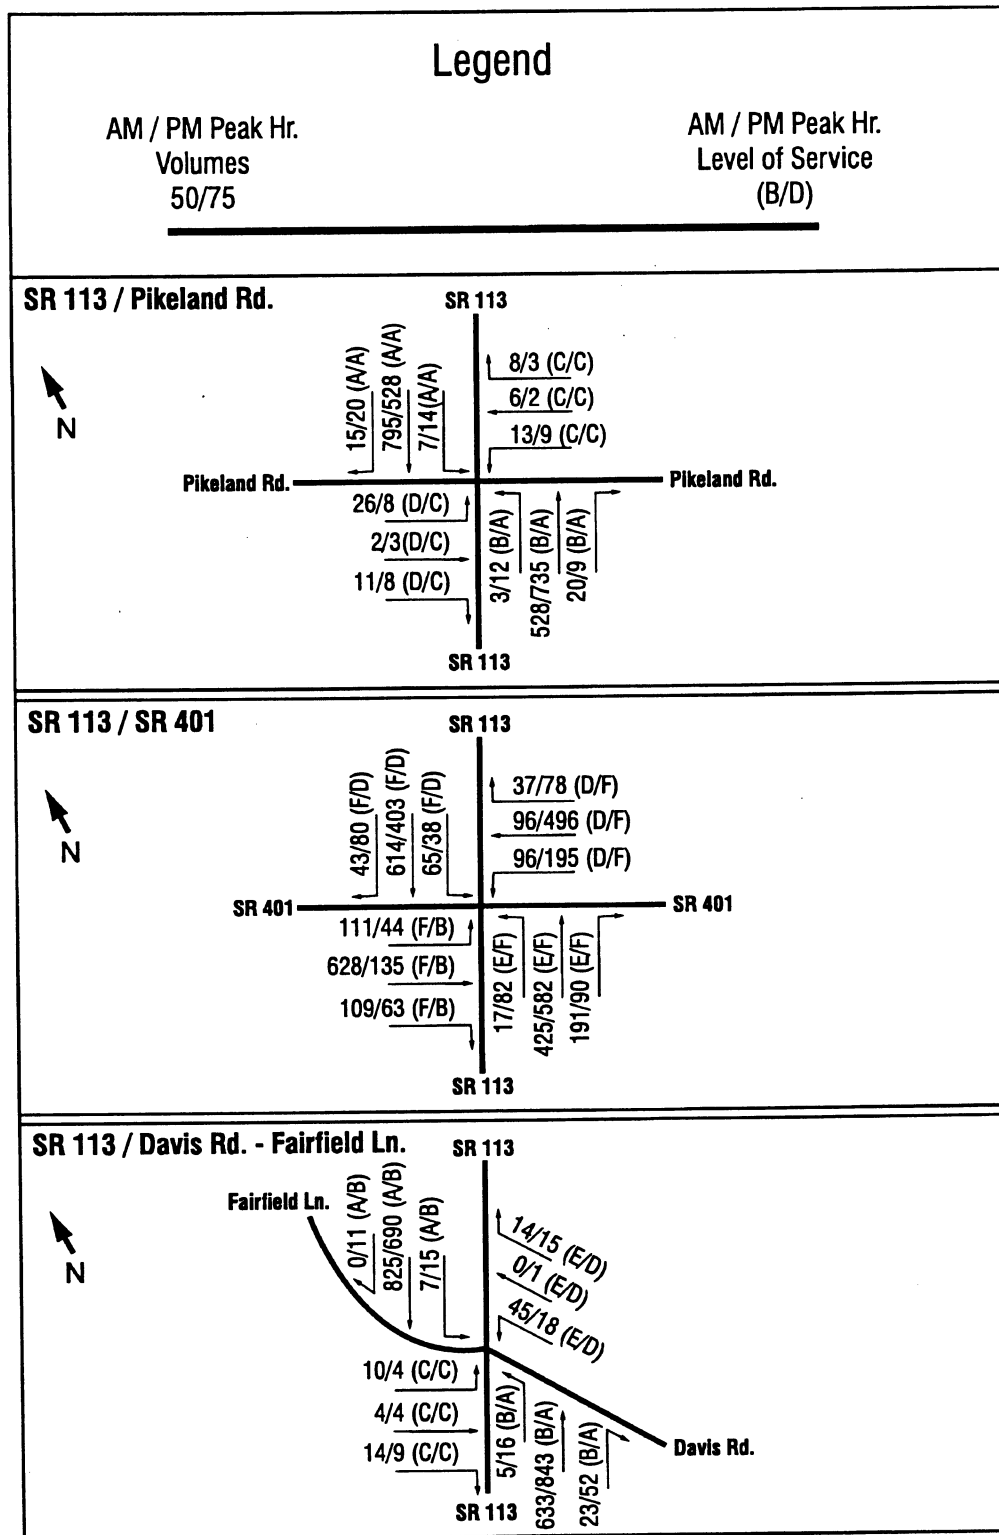 Legend
AM / PM Peak Hr.
Volumes
50/75
AM / PM Peak Hr.
Level of Service
(B/D)
SR 113 / Pikeland Rd.
SR 113
N
15/20 (A/A)
795/528 (A/A)
7/14(A/A)
8/3 (C/C)
6/2 (C/C)
13/9 (C/C)
Pikeland Rd.
Pikeland Rd.
26/8 (D/C)
2/3(D/C)
11/8 (D/C)
3/12 (B/A)
528/735 (B/A)
20/9 (B/A)
SR 113
SR 113 / SR 401
SR 113
N
43/80 (F/D)
614/403 (F/D)
65/38 (F/D)
37/78 (D/F)
96/496 (D/F)
96/195 (D/F)
SR 401
SR 401
111/44 (F/B)
628/135 (F/B)
109/63 (F/B)
17/82 (E/F)
425/582 (E/F)
191/90 (E/F)
SR 113
SR 113 / Davis Rd. - Fairfield Ln.
SR 113
N
Fairfield Ln.
0/11 (A/B)
825/690 (A/B)
7/15 (A/B)
14/15 (E/D)
0/1 (E/D)
45/18 (E/D)
10/4 (C/C)
4/4 (C/C)
14/9 (C/C)
5/16 (B/A)
633/843 (B/A)
23/52 (B/A)
Davis Rd.
SR 113